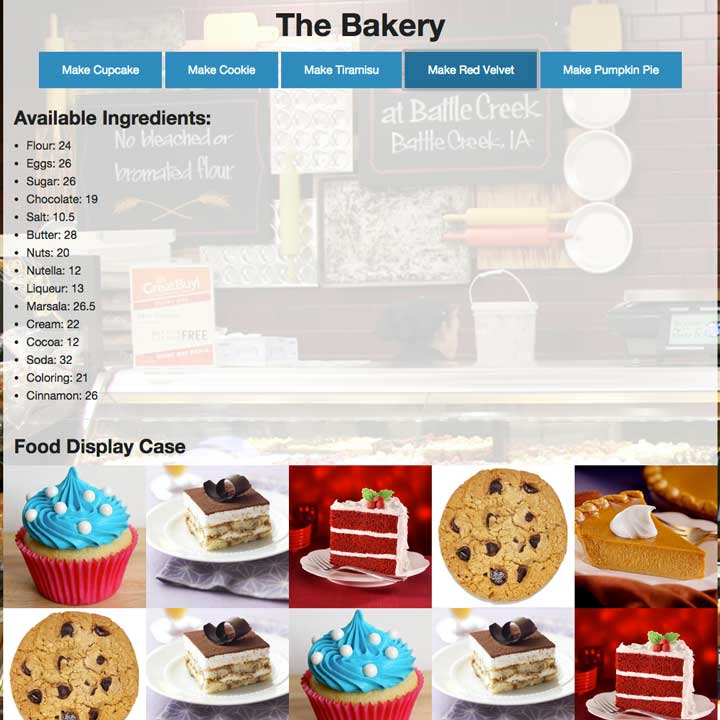 The Bakery
Make Cupcake
Make Cookie
Make Tiramisu
Make Red Velvet
Make Pumpkin Pie
Available Ingredients:
No bleached or
bromated flour
at Battle Creek
Battle Creek, IA
Flour: 24
Eggs: 26
Sugar: 26
Chocolate: 19
Salt: 10.5
Butter: 28
Nuts: 20
Nutella: 12
Liqueur: 13
Marsala: 26.5
Cream: 22
Cocoa: 12
Soda: 32
Coloring: 21
Cinnamon: 26
Great Buy!
FREE
Food Display Case